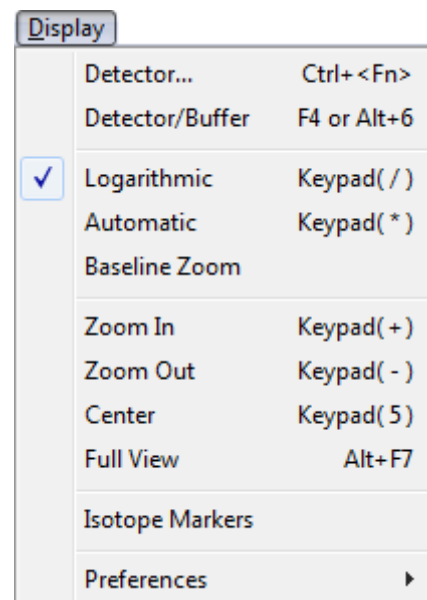 Display
Detector... Ctrl+<Fn>
Detector/Buffer F4 or Alt+6
Logarithmic Keypad( / )
Automatic Keypad( * )
Baseline Zoom
Zoom In Keypad( + )
Zoom Out Keypad( - )
Center Keypad( 5 )
Full View Alt+F7
Isotope Markers
Preferences